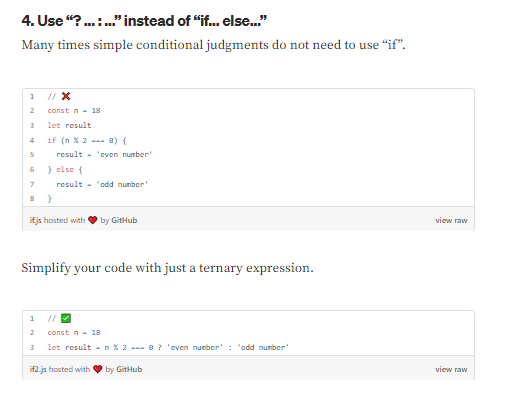 4. Use “? ... : ...” instead of “if... else...”
Many times simple conditional judgments do not need to use “if”.
1 // ❌
2 const n = 18
3 let result
4 if (n % 2 === 0) {
5 result = 'even number'
6 } else {
7 result = 'odd number'
8 }
if.js hosted with ❤ by GitHub view raw
Simplify your code with just a ternary expression.
1 // ✅
2 const n = 18
3 let result = n % 2 === 0 ? 'even number' : 'odd number'
if2.js hosted with ❤ by GitHub view raw